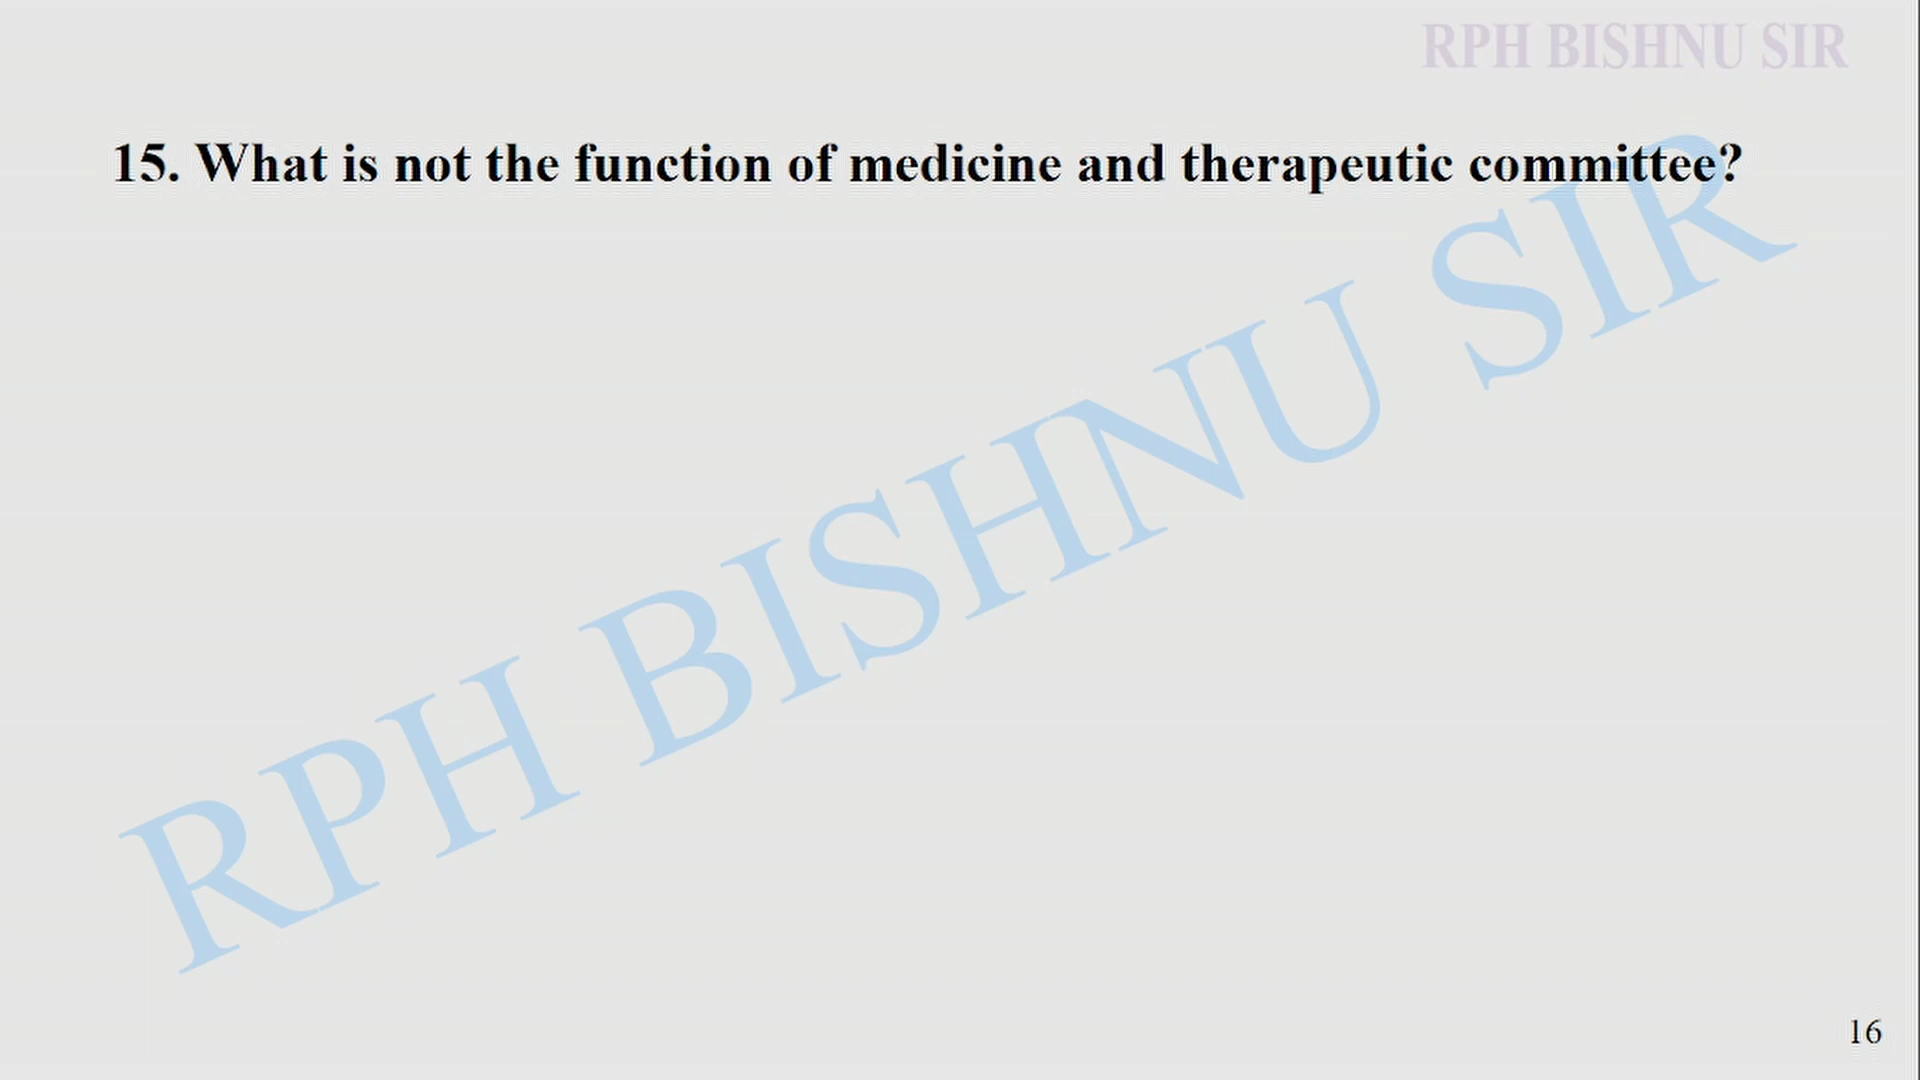 RPH BISHNU SIR
15. What is not the function of medicine and therapeutic committee?
RPH BISHNU SIR
16